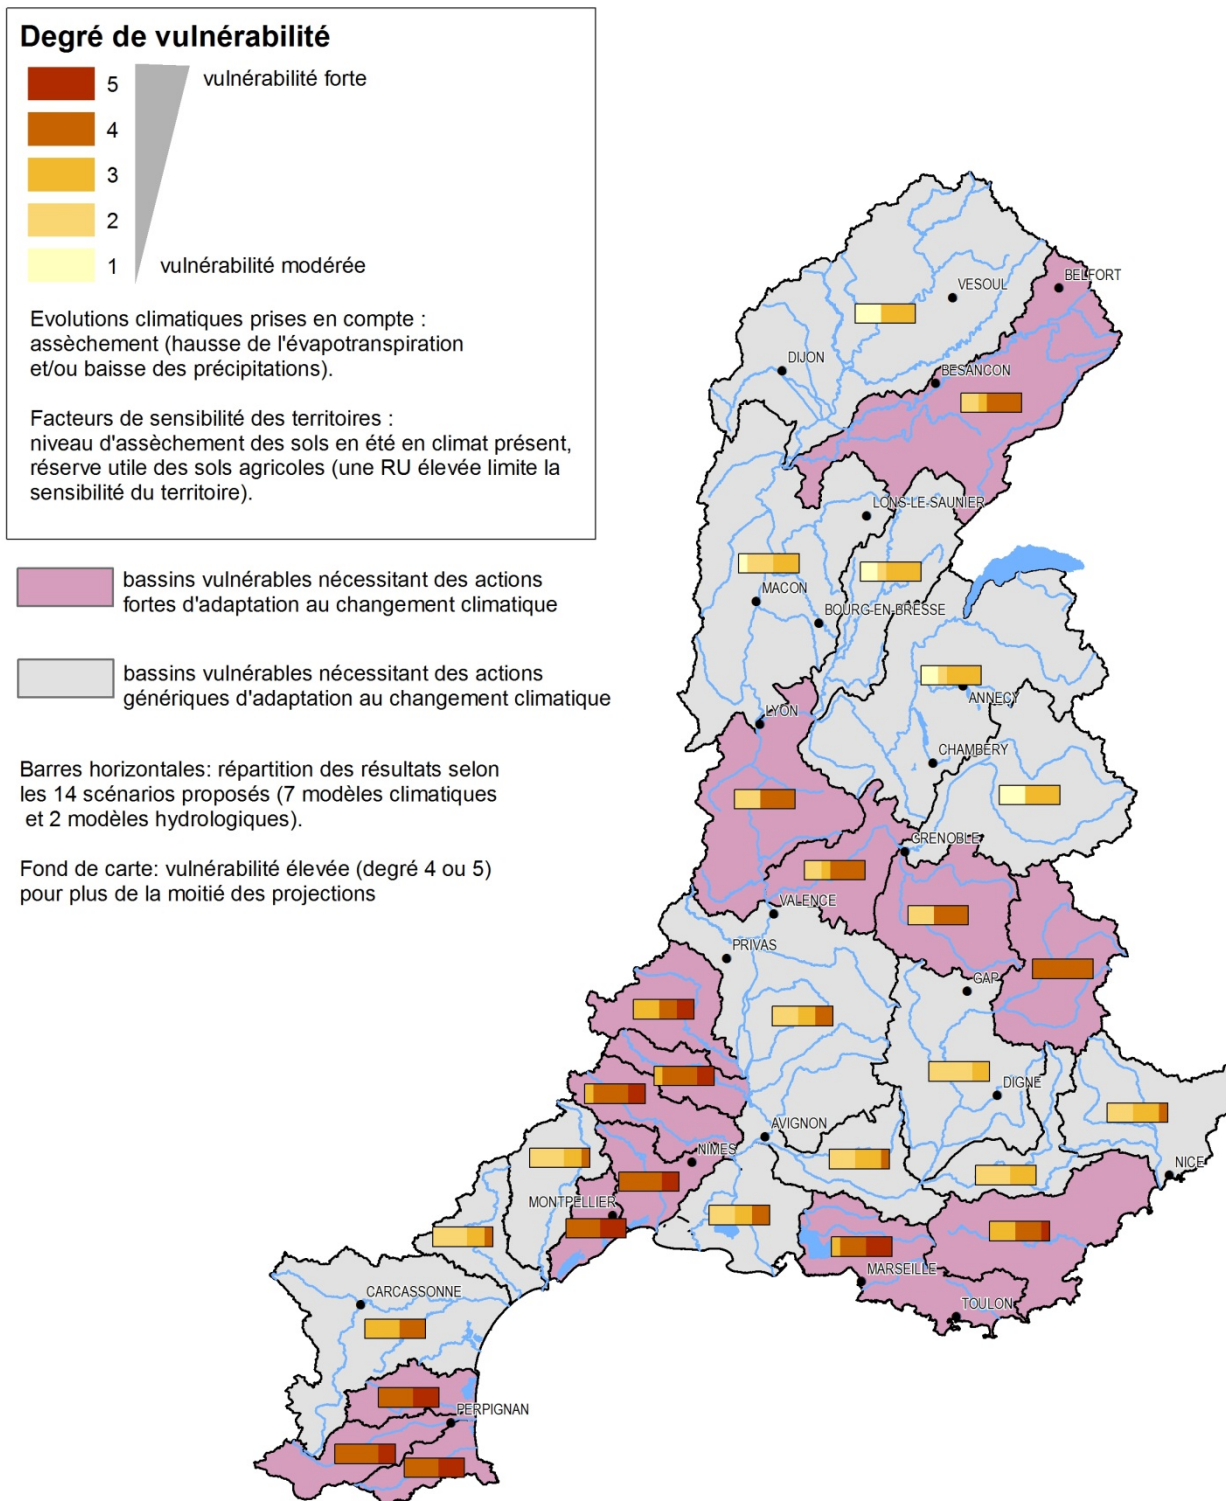 Degré de vulnérabilité
5
vulnérabilité forte
4
3
2
1
vulnérabilité modérée
Evolutions climatiques prises en compte :
assèchement (hausse de l'évapotranspiration
et/ou baisse des précipitations).
Facteurs de sensibilité des territoires :
niveau d'assèchement des sols en été en climat présent,
réserve utile des sols agricoles (une RU élevée limite la
sensibilité du territoire).
bassins vulnérables nécessitant des actions
fortes d'adaptation au changement climatique
bassins vulnérables nécessitant des actions
génériques d'adaptation au changement climatique
Barres horizontales: répartition des résultats selon
les 14 scénarios proposés (7 modèles climatiques
et 2 modèles hydrologiques).
Fond de carte: vulnérabilité élevée (degré 4 ou 5)
pour plus de la moitié des projections
BELFORT
VESOUL
DIJON
BESANCON
LONS-LE-SAUNIER
MACON
BOURG-EN-BRESSE
ANNECY
LYON
CHAMBERY
GRENOBLE
VALENCE
PRIVAS
GAP
DIGNE
AVIGNON
NIMES
NICE
MONTPELLIER
MARSEILLE
CARCASSONNE
TOULON
PERPIGNAN